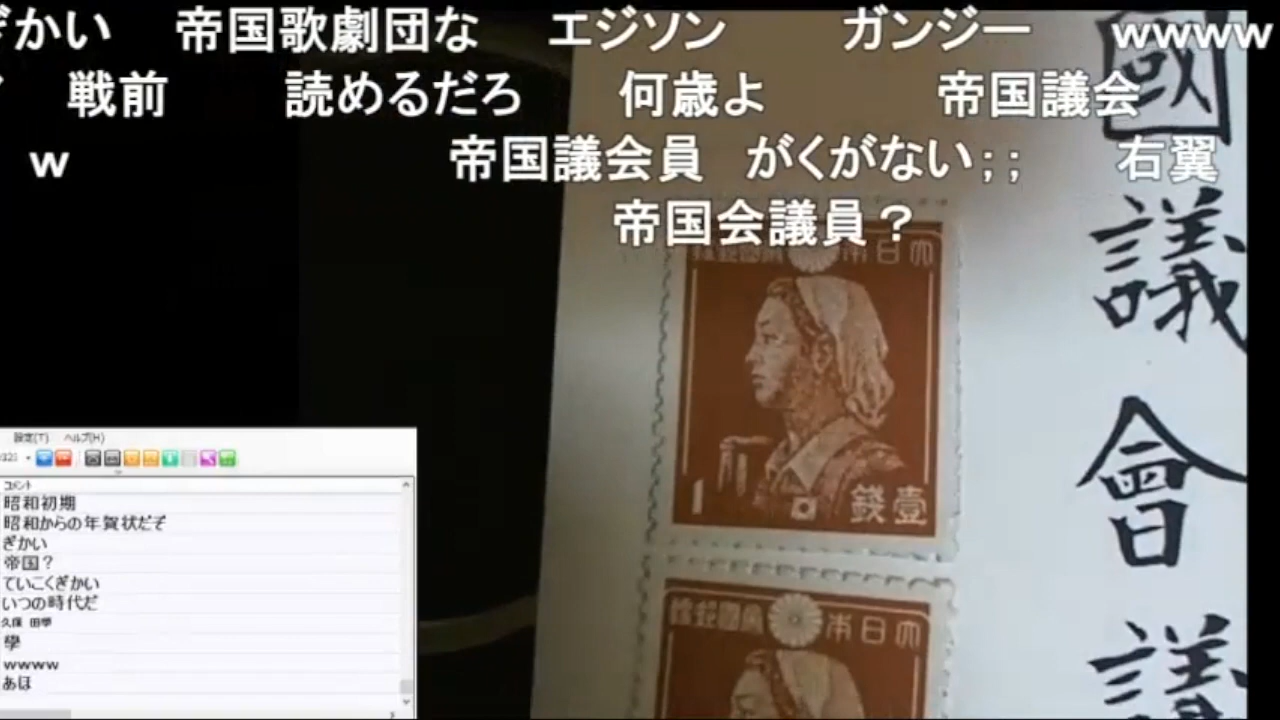 ぎかい 帝国歌劇団な エジソン ガンジー wwww
戦前 読めるだろ 何歳よ 帝国議会
w 帝国議会員 がくがない;; 右翼
帝国会議員？
國
議
會
議
便郵國帝本日大
1 錢壹
便郵國帝本日大
設定(T) ヘルプ(H)
コメント
昭和初期
昭和からの年賀状だぞ
ぎかい
帝国？
ていこくぎかい
いつの時代だ
久保 田學
學
wwww
あほ